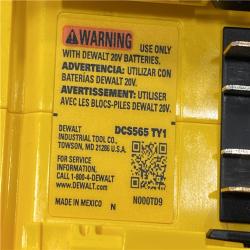 WARNING
USE ONLY
WITH DEWALT 20V BATTERIES.
ADVERTENCIA: UTILIZAR CON
BATERÍAS DEWALT 20V.
AVERTISSEMENT: UTILISER
AVEC LES BLOCS-PILES DEWALT 20V.
DEWALT
INDUSTRIAL TOOL CO.,
TOWSON, MD 21286 U.S.A.
DCS565 TY1
FOR SERVICE
INFORMATION,
CALL 1-800-4-DEWALT
www.DEWALT.com
MADE IN MEXICO
N
N000TD9